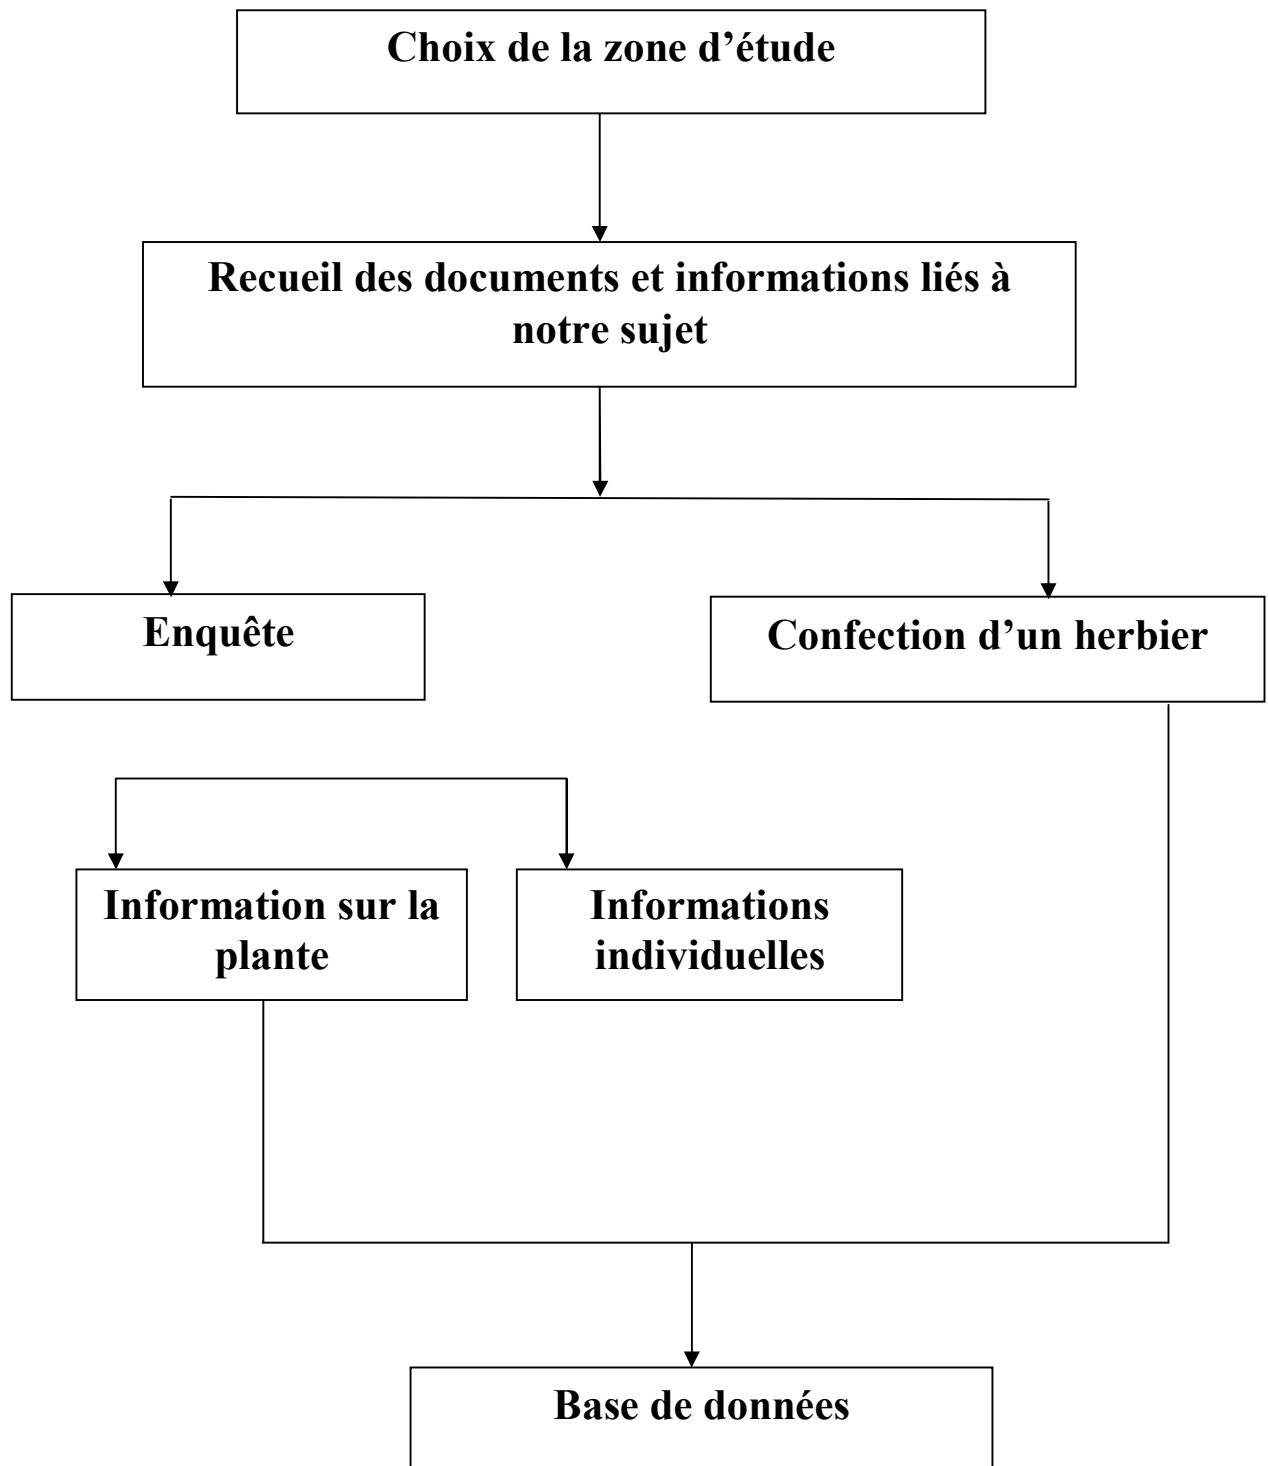 Choix de la zone d’étude
Recueil des documents et informations liés à
notre sujet
Enquête
Confection d’un herbier
Information sur la
plante
Informations
individuelles
Base de données